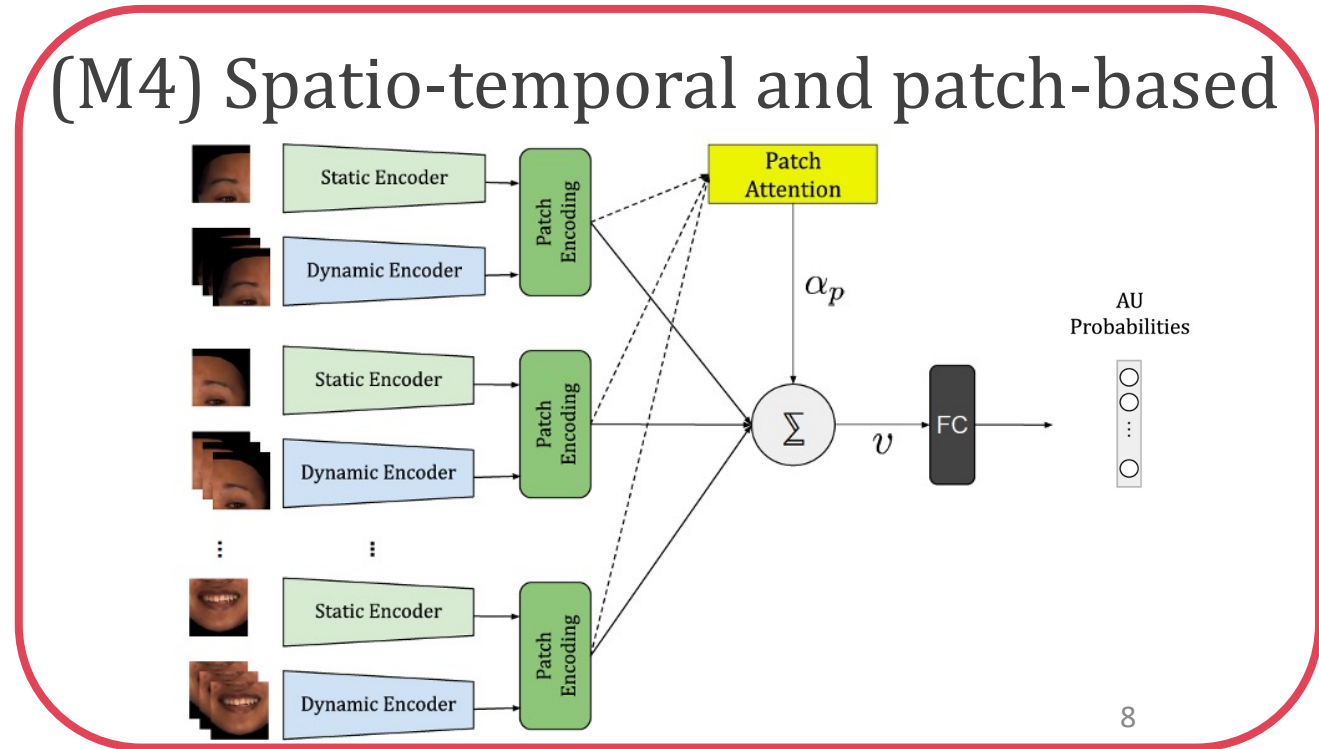 (M4) Spatio-temporal and patch-based
Static Encoder
Dynamic Encoder
Patch
Encoding
Patch
Attention
α_p
AU
Probabilities
Static Encoder
Dynamic Encoder
Patch
Encoding
Σ
v
FC
⋮
...
...
Static Encoder
Dynamic Encoder
Patch
Encoding
8